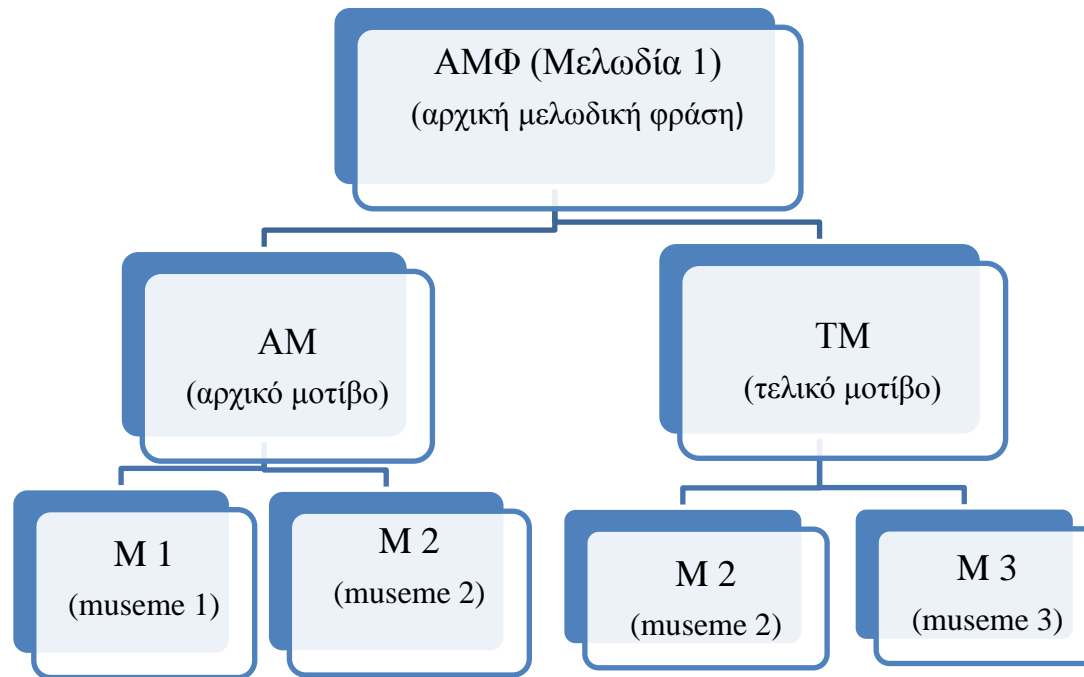 ΑΜΦ (Μελωδία 1)
(αρχική μελωδική φράση)
ΑΜ
(αρχικό μοτίβο)
ΤΜ
(τελικό μοτίβο)
Μ 1
(museme 1)
Μ 2
(museme 2)
Μ 2
(museme 2)
Μ 3
(museme 3)